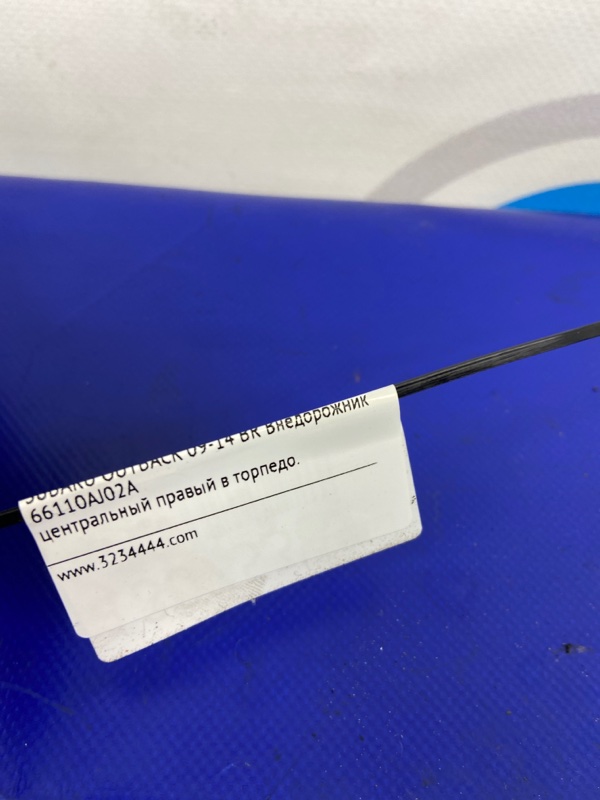 SUBARU OUTBACK 09-14 BR Внедорожник
66110AJ02A
центральный правый в торпедо.
www.3234444.com